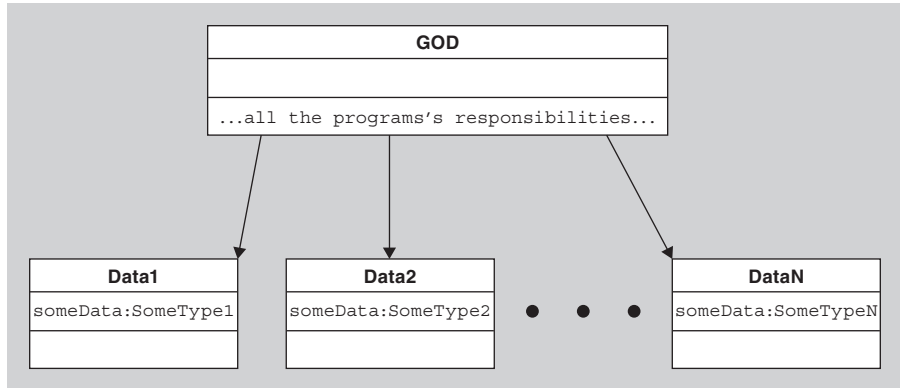 GOD
...all the programs's responsibilities...
Data1 Data2 DataN
someData:SomeType1 someData:SomeType2 someData:SomeTypeN